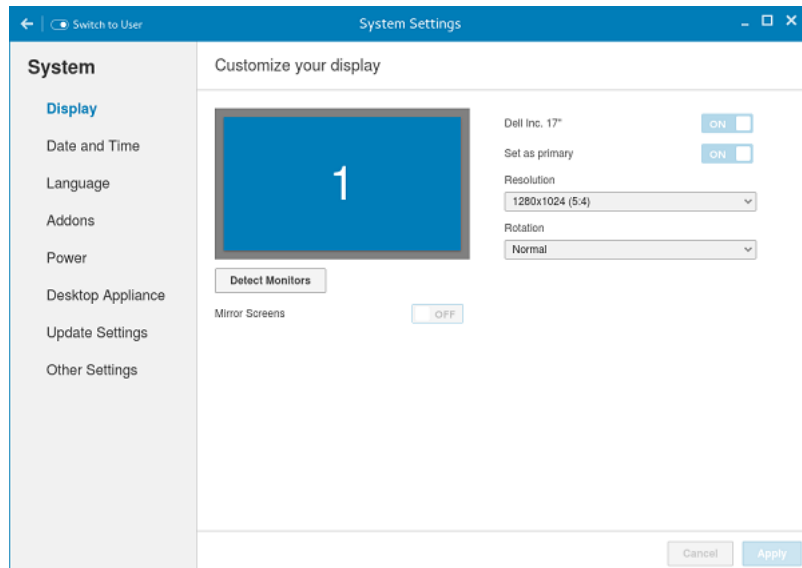 Switch to User
System Settings
System
Display
Date and Time
Language
Addons
Power
Desktop Appliance
Update Settings
Other Settings
Customize your display
1
Detect Monitors
Mirror Screens OFF
Dell Inc. 17" ON
Set as primary ON
Resolution
1280x1024 (5:4)
Rotation
Normal
Cancel Apply